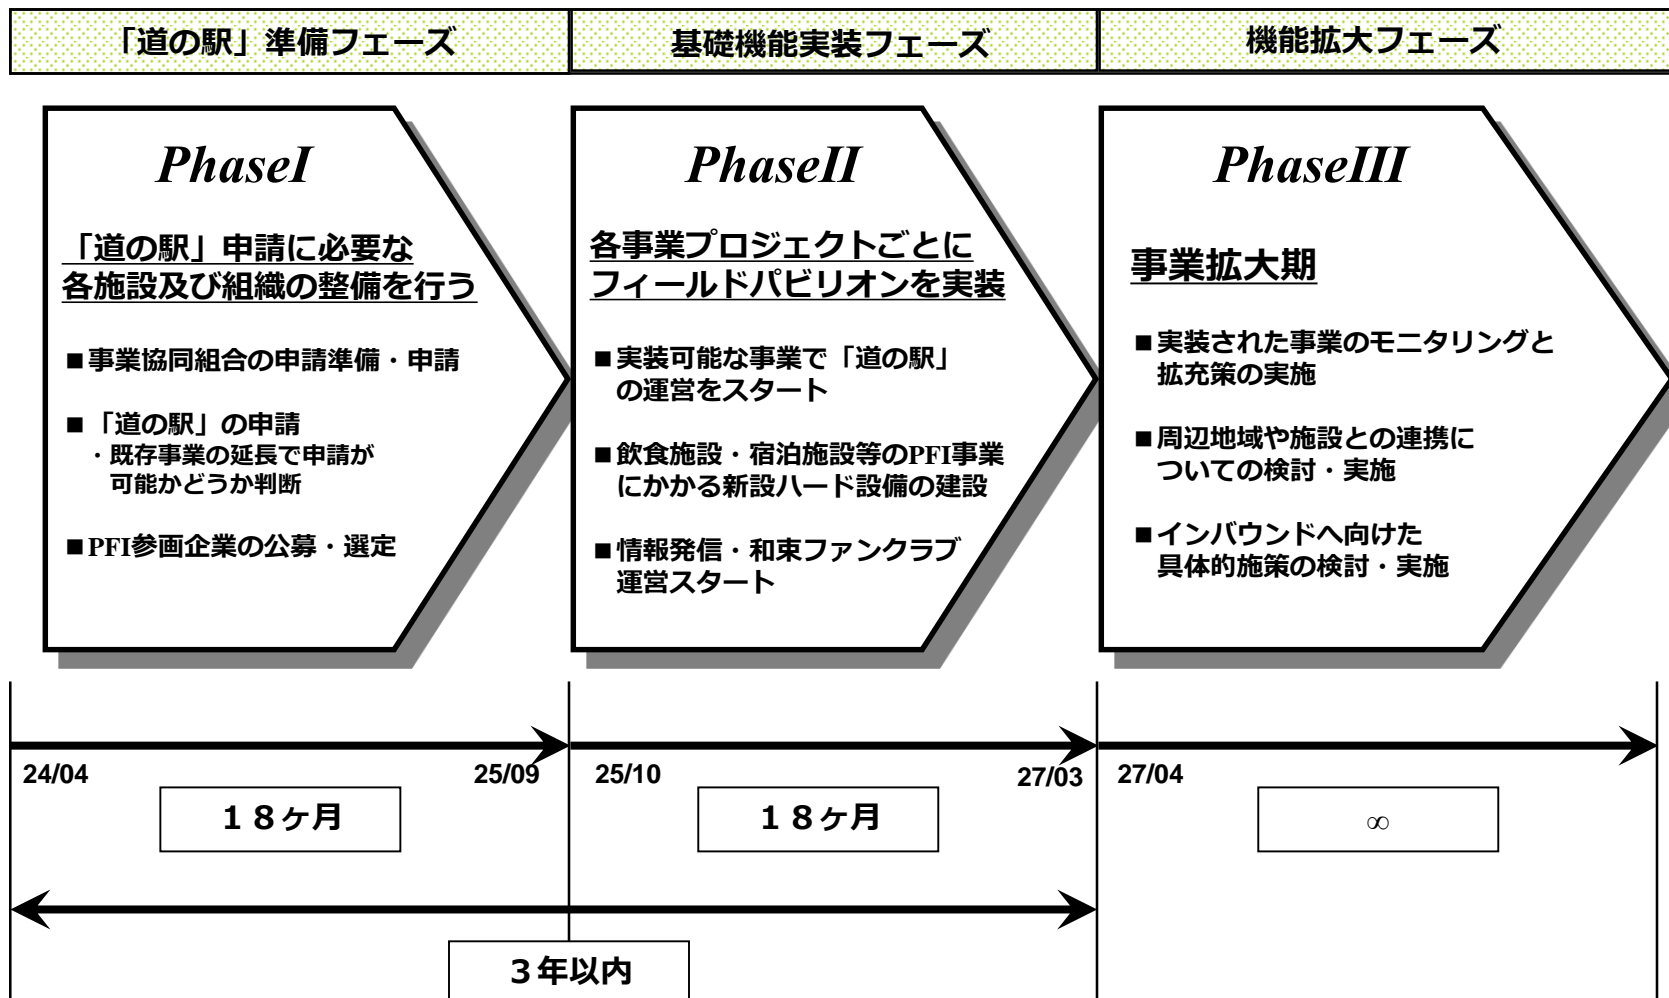 「道の駅」準備フェーズ
基礎機能実装フェーズ
機能拡大フェーズ
PhaseI
「道の駅」申請に必要な
各施設及び組織の整備を行う
■事業協同組合の申請準備・申請
■「道の駅」の申請
・既存事業の延長で申請が
可能かどうか判断
■PFI参画企業の公募・選定
PhaseII
各事業プロジェクトごとに
フィールドパビリオンを実装
■実装可能な事業で「道の駅」
の運営をスタート
■飲食施設・宿泊施設等のPFI事業
にかかる新設ハード設備の建設
■情報発信・和束ファンクラブ
運営スタート
PhaseIII
事業拡大期
■実装された事業のモニタリングと
拡充策の実施
■周辺地域や施設との連携に
ついての検討・実施
■インバウンドへ向けた
具体的施策の検討・実施
24/04
25/09
25/10
27/03
27/04
１８ヶ月
１８ヶ月
∞
３年以内